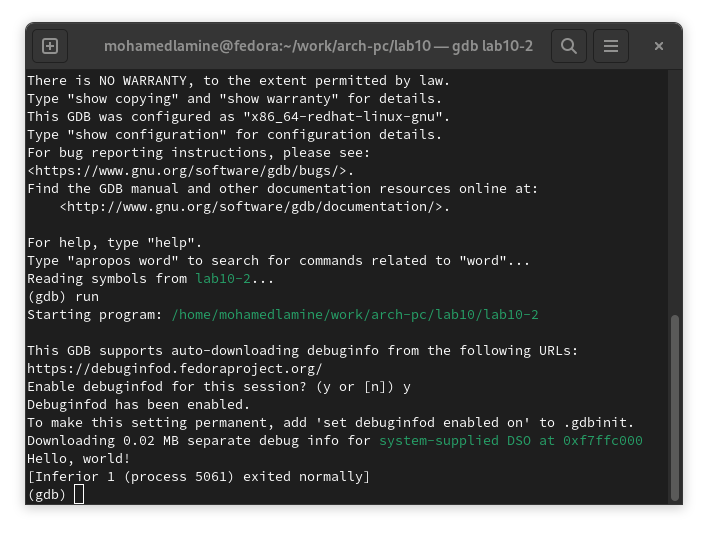 mohamedlamine@fedora:~/work/arch-pc/lab10 — gdb lab10-2
There is NO WARRANTY, to the extent permitted by law.
Type "show copying" and "show warranty" for details.
This GDB was configured as "x86_64-redhat-linux-gnu".
Type "show configuration" for configuration details.
For bug reporting instructions, please see:
<https://www.gnu.org/software/gdb/bugs/>.
Find the GDB manual and other documentation resources online at:
    <http://www.gnu.org/software/gdb/documentation/>.

For help, type "help".
Type "apropos word" to search for commands related to "word"...
Reading symbols from lab10-2...
(gdb) run
Starting program: /home/mohamedlamine/work/arch-pc/lab10/lab10-2

This GDB supports auto-downloading debuginfo from the following URLs:
https://debuginfod.fedoraproject.org/
Enable debuginfod for this session? (y or [n]) y
Debuginfod has been enabled.
To make this setting permanent, add 'set debuginfod enabled on' to .gdbinit.
Downloading 0.02 MB separate debug info for system-supplied DSO at 0xf7ffc000
Hello, world!
[Inferior 1 (process 5061) exited normally]
(gdb)